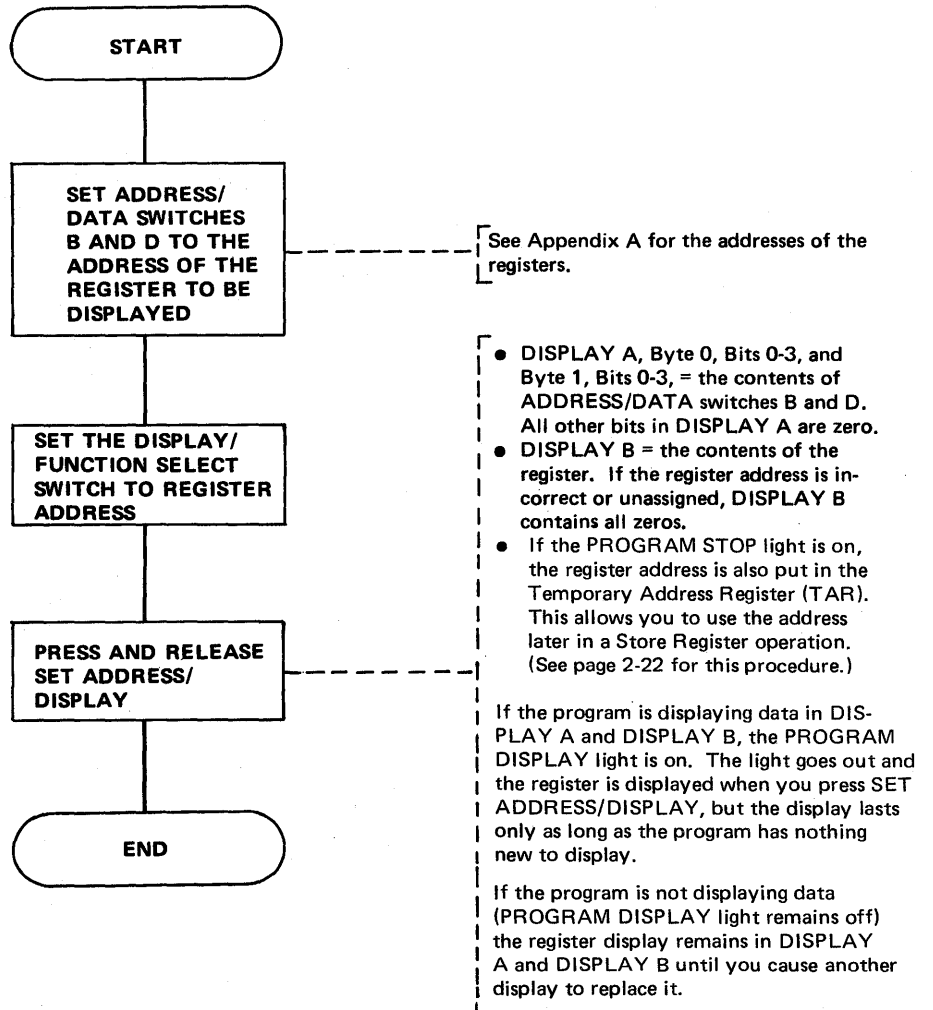 START
SET ADDRESS/
DATA SWITCHES
B AND D TO THE
ADDRESS OF THE
REGISTER TO BE
DISPLAYED
See Appendix A for the addresses of the
registers.
SET THE DISPLAY/
FUNCTION SELECT
SWITCH TO REGISTER
ADDRESS
● DISPLAY A, Byte 0, Bits 0-3, and
Byte 1, Bits 0-3, = the contents of
ADDRESS/DATA switches B and D.
All other bits in DISPLAY A are zero.
● DISPLAY B = the contents of the
register. If the register address is in-
correct or unassigned, DISPLAY B
contains all zeros.
● If the PROGRAM STOP light is on,
the register address is also put in the
Temporary Address Register (TAR).
This allows you to use the address
later in a Store Register operation.
(See page 2-22 for this procedure.)
PRESS AND RELEASE
SET ADDRESS/
DISPLAY
If the program is displaying data in DIS-
PLAY A and DISPLAY B, the PROGRAM
DISPLAY light is on. The light goes out and
the register is displayed when you press SET
ADDRESS/DISPLAY, but the display lasts
only as long as the program has nothing
new to display.
If the program is not displaying data
(PROGRAM DISPLAY light remains off)
the register display remains in DISPLAY
A and DISPLAY B until you cause another
display to replace it.
END